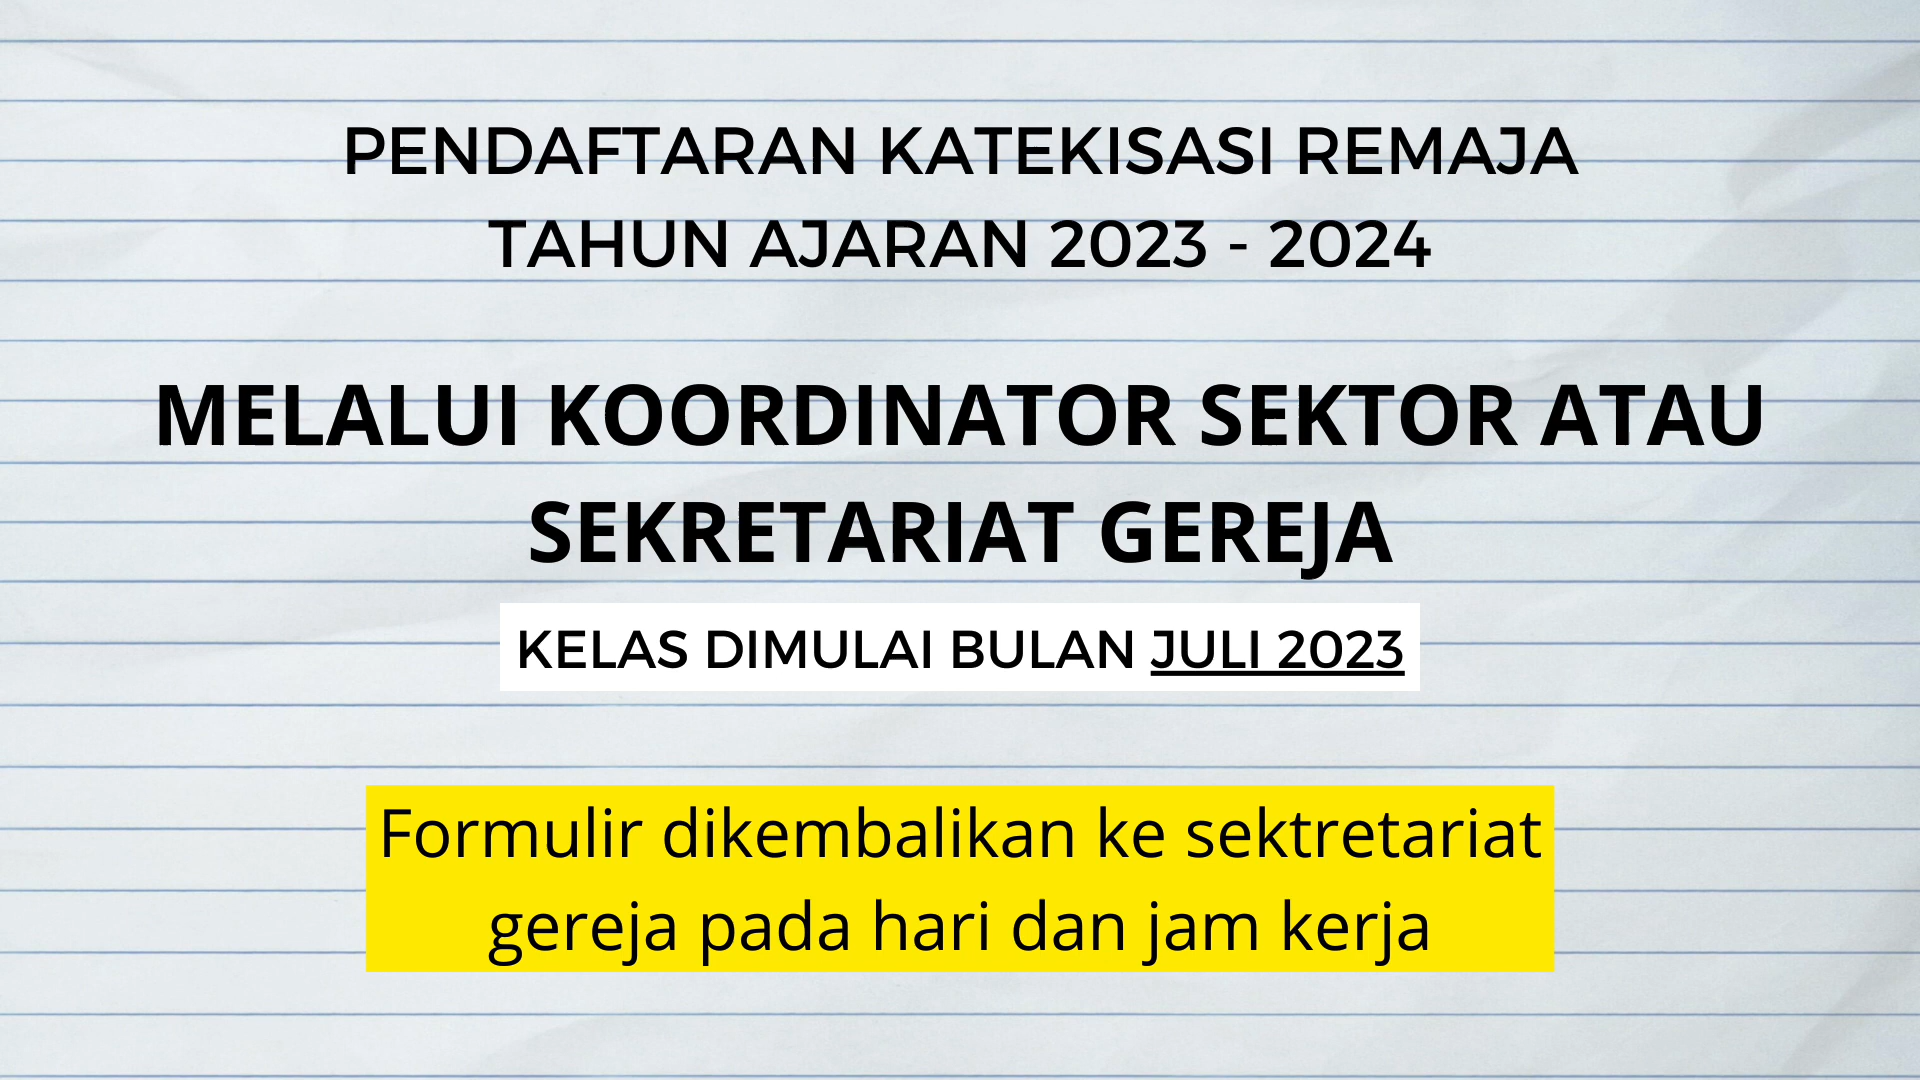 PENDAFTARAN KATEKISASI REMAJA
TAHUN AJARAN 2023 - 2024
MELALUI KOORDINATOR SEKTOR ATAU
SEKRETARIAT GEREJA
KELAS DIMULAI BULAN JULI 2023
Formulir dikembalikan ke sektretariat
gereja pada hari dan jam kerja